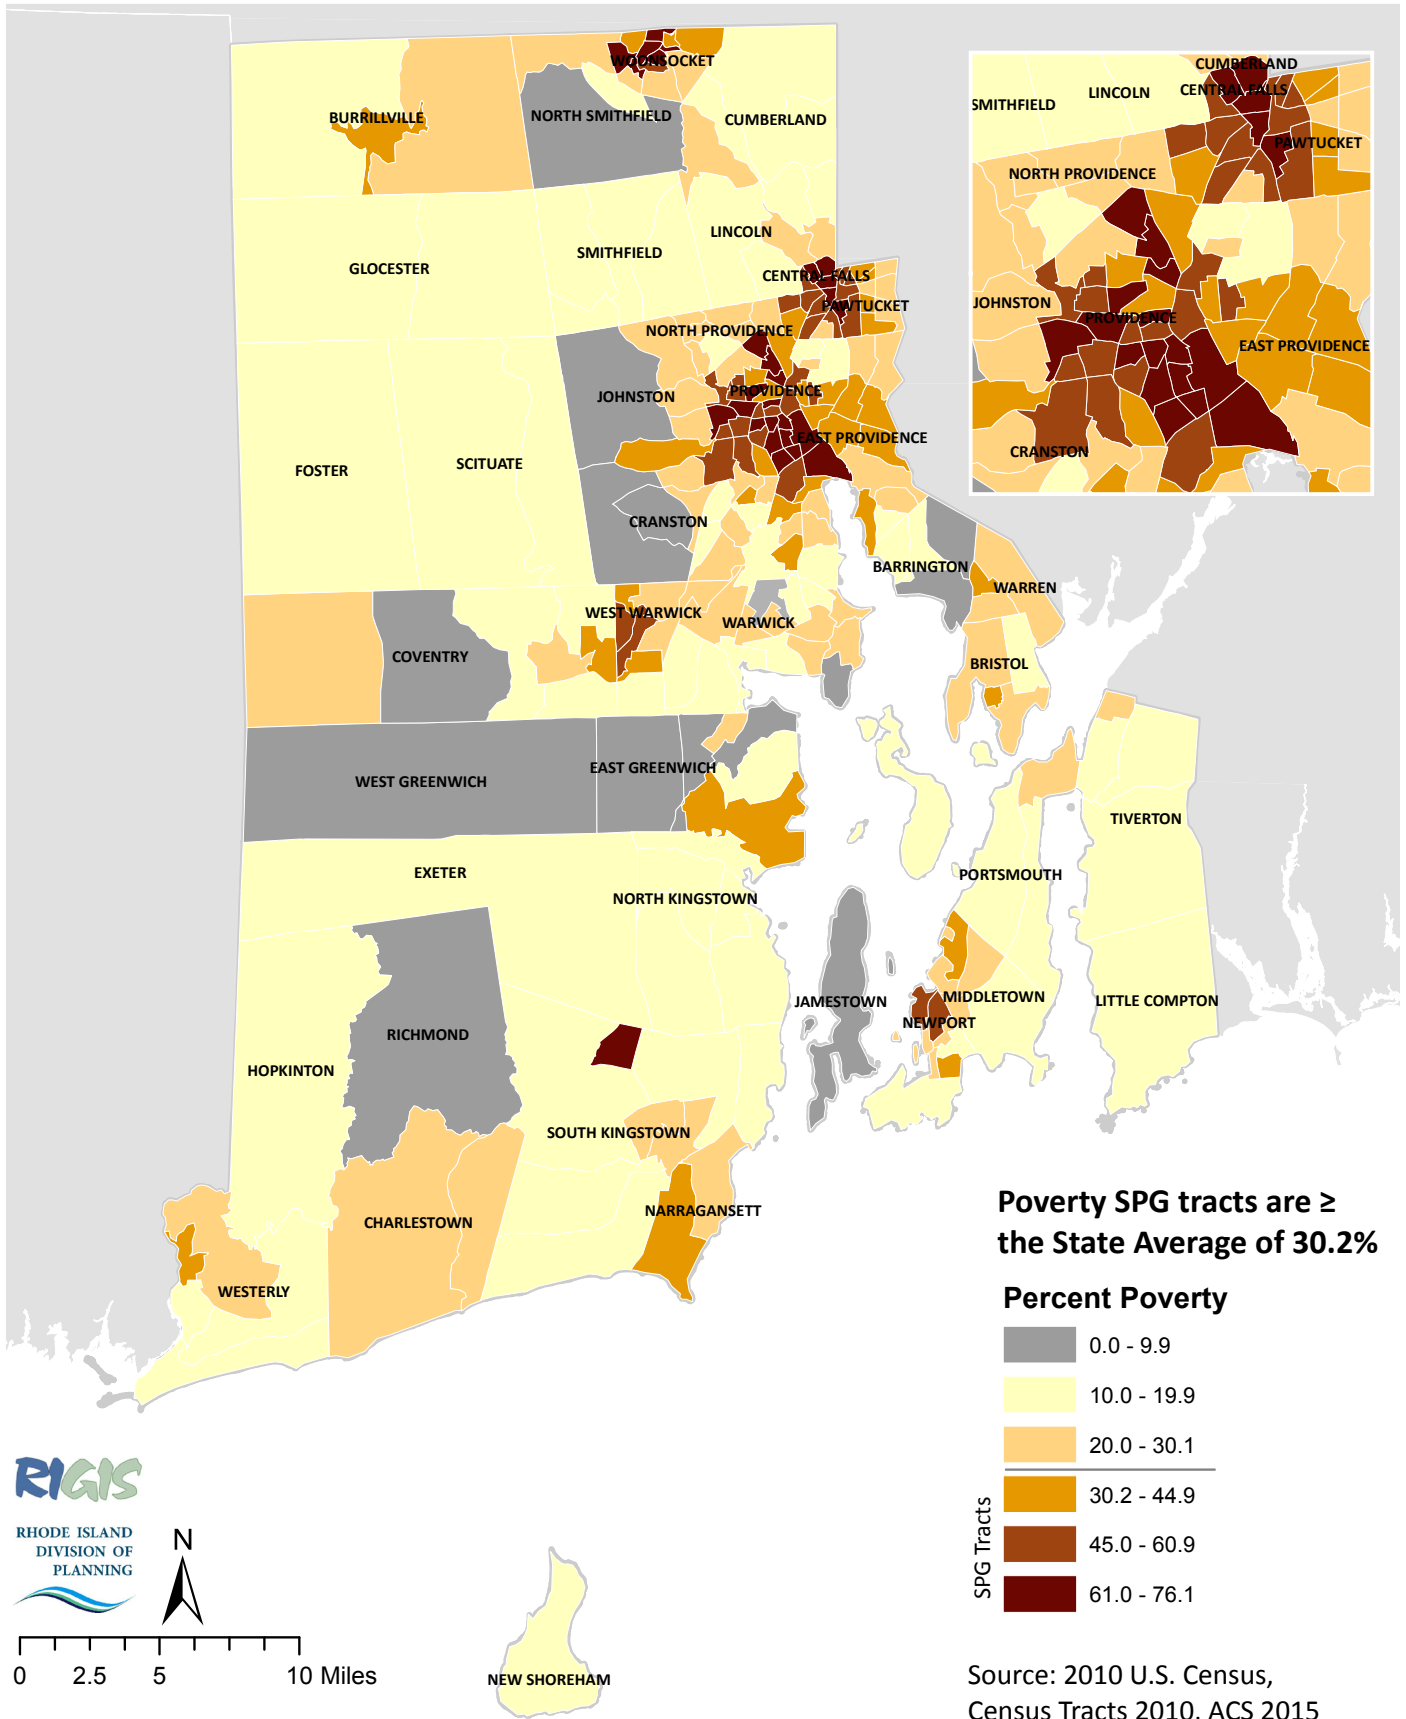 WOONSOCKET
BURRILLVILLE
NORTH SMITHFIELD
CUMBERLAND
LINCOLN
SMITHFIELD
GLOCESTER
CENTRAL FALLS
PAWTUCKET
NORTH PROVIDENCE
JOHNSTON
PROVIDENCE
EAST PROVIDENCE
FOSTER
SCITUATE
CRANSTON
BARRINGTON
WARREN
WEST WARWICK
WARWICK
COVENTRY
BRISTOL
WEST GREENWICH
EAST GREENWICH
TIVERTON
EXETER
PORTSMOUTH
NORTH KINGSTOWN
JAMESTOWN
MIDDLETOWN
LITTLE COMPTON
NEWPORT
RICHMOND
HOPKINTON
SOUTH KINGSTOWN
NARRAGANSETT
CHARLESTOWN
WESTERLY
NEW SHOREHAM
CUMBERLAND
LINCOLN
CENTRAL FALLS
SMITHFIELD
PAWTUCKET
NORTH PROVIDENCE
JOHNSTON
PROVIDENCE
EAST PROVIDENCE
CRANSTON
Poverty SPG tracts are ≥
the State Average of 30.2%
Percent Poverty
0.0 - 9.9
10.0 - 19.9
20.0 - 30.1
30.2 - 44.9
45.0 - 60.9
61.0 - 76.1
SPG Tracts
RIGIS
RHODE ISLAND
DIVISION OF
PLANNING
N
0 2.5 5 10 Miles
Source: 2010 U.S. Census,
Census Tracts 2010, ACS 2015